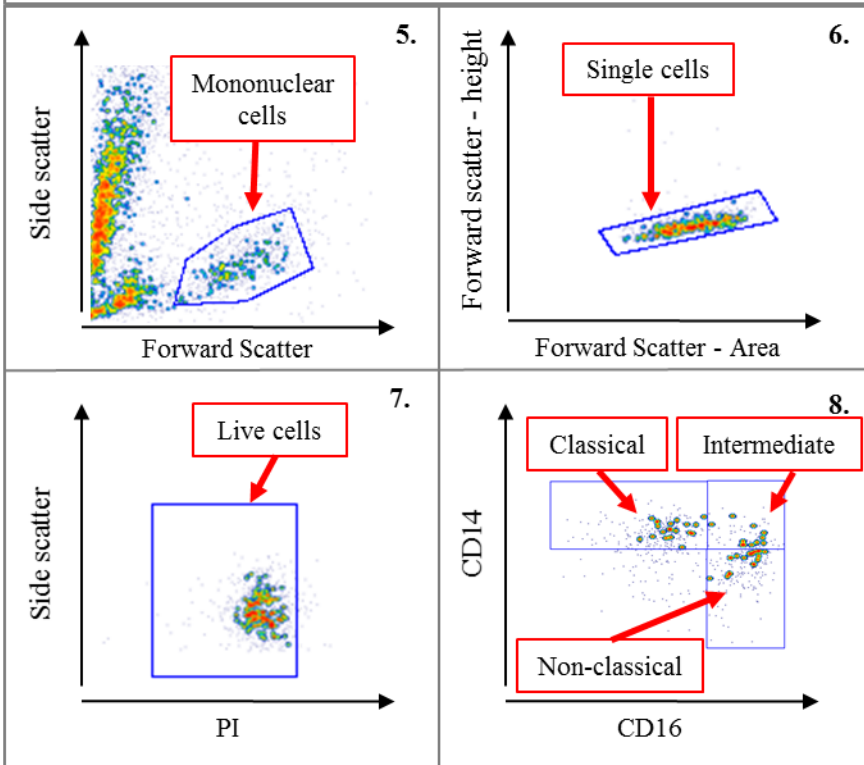 5.
Mononuclear
cells
Side scatter
Forward Scatter
6.
Single cells
Forward scatter - height
Forward Scatter - Area
7.
Live cells
Side scatter
PI
8.
Classical
Intermediate
CD14
Non-classical
CD16